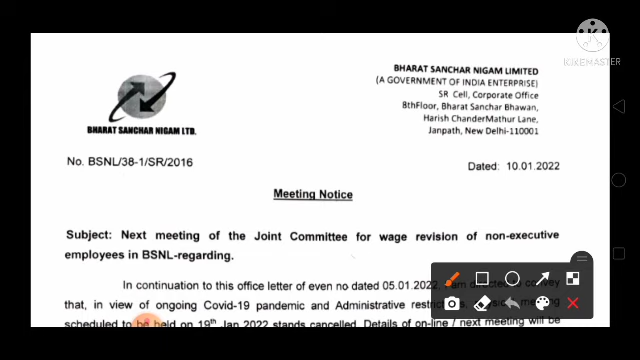 KINEMASTER
BHARAT SANCHAR NIGAM LIMITED
(A GOVERNMENT OF INDIA ENTERPRISE)
SR Cell, Corporate Office
8thFloor, Bharat Sanchar Bhawan,
Harish ChanderMathur Lane,
Janpath, New Delhi-110001
BHARAT SANCHAR NIGAM LTD.
No. BSNL/38-1/SR/2016
Dated: 10.01.2022
Meeting Notice
Subject: Next meeting of the Joint Committee for wage revision of non-executive
employees in BSNL-regarding.
In continuation to this office letter of even no dated 05.01.2022. I am directed to convey
that, in view of ongoing Covid-19 pandemic and Administrative meeting
scheduled to be held on 19th Jan 2022 stands cancelled. Details of on-line / next meeting will be